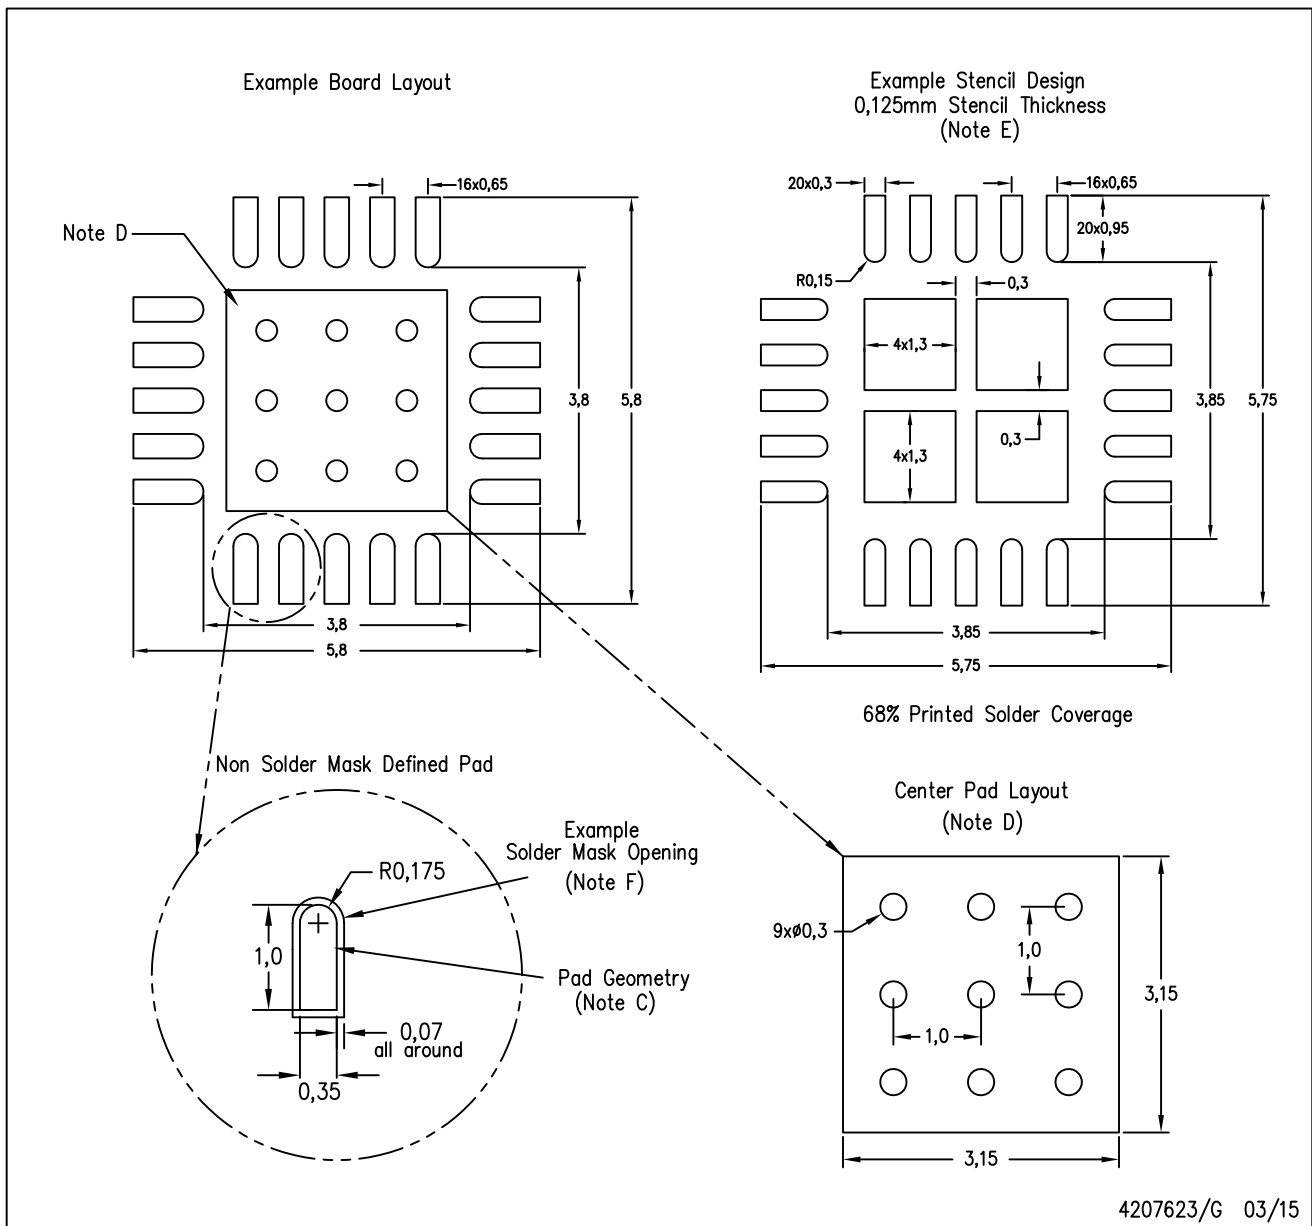 Example Board Layout
16x0,65
Note D
3,8
5,8
3,8
5,8
Example Stencil Design
0,125mm Stencil Thickness
(Note E)
20x0,3
16x0,65
20x0,95
R0,15
0,3
4x1,3
3,85
5,75
0,3
4x1,3
3,85
5,75
68% Printed Solder Coverage
Non Solder Mask Defined Pad
Example
Solder Mask Opening
(Note F)
R0,175
1,0
Pad Geometry
(Note C)
0,07
all around
0,35
Center Pad Layout
(Note D)
9xø0,3
1,0
3,15
1,0
3,15
4207623/G 03/15